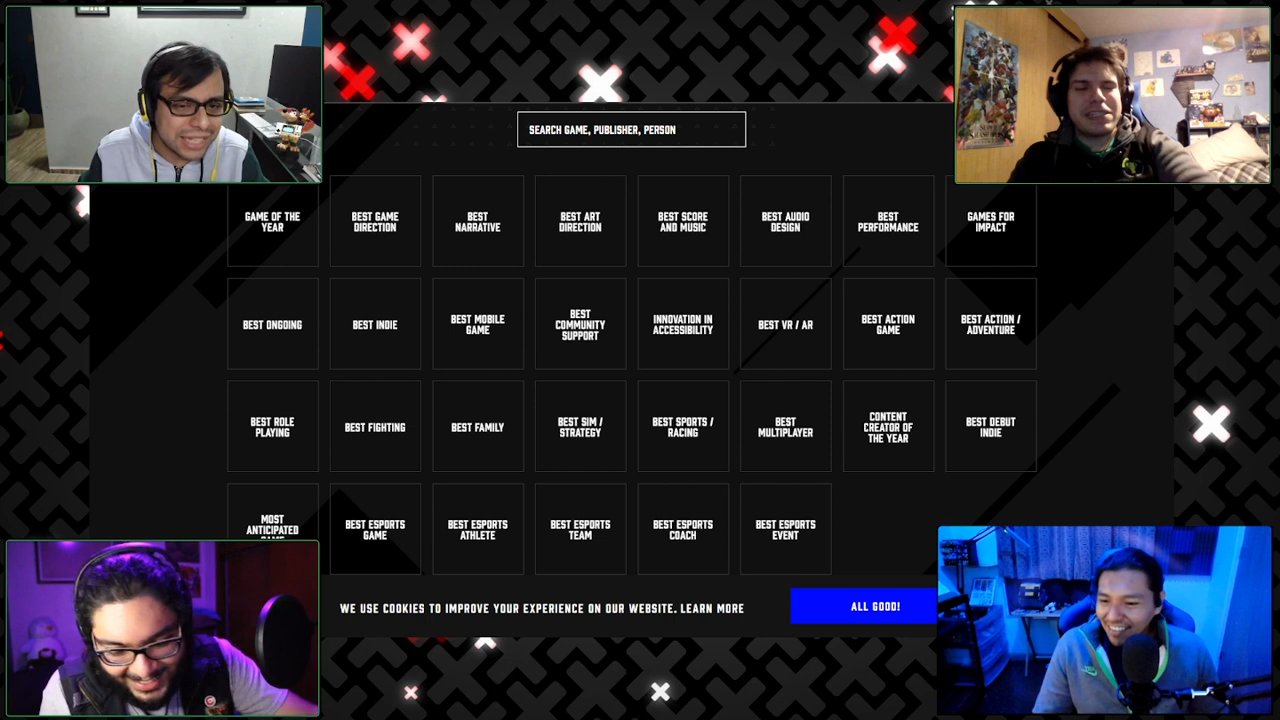 SEARCH GAME, PUBLISHER, PERSON
GAME OF THE
YEAR
BEST GAME
DIRECTION
BEST
NARRATIVE
BEST ART
DIRECTION
BEST SCORE
AND MUSIC
BEST AUDIO
DESIGN
BEST
PERFORMANCE
GAMES FOR
IMPACT
BEST ONGOING
BEST INDIE
BEST MOBILE
GAME
BEST
COMMUNITY
SUPPORT
INNOVATION IN
ACCESSIBILITY
BEST VR / AR
BEST ACTION
GAME
BEST ACTION /
ADVENTURE
BEST ROLE
PLAYING
BEST FIGHTING
BEST FAMILY
BEST SIM /
STRATEGY
BEST SPORTS /
RACING
BEST
MULTIPLAYER
CONTENT
CREATOR OF
THE YEAR
BEST DEBUT
INDIE
MOST
ANTICIPATED
GAME
BEST ESPORTS
GAME
BEST ESPORTS
ATHLETE
BEST ESPORTS
TEAM
BEST ESPORTS
COACH
BEST ESPORTS
EVENT
WE USE COOKIES TO IMPROVE YOUR EXPERIENCE ON OUR WEBSITE. LEARN MORE
ALL GOOD!